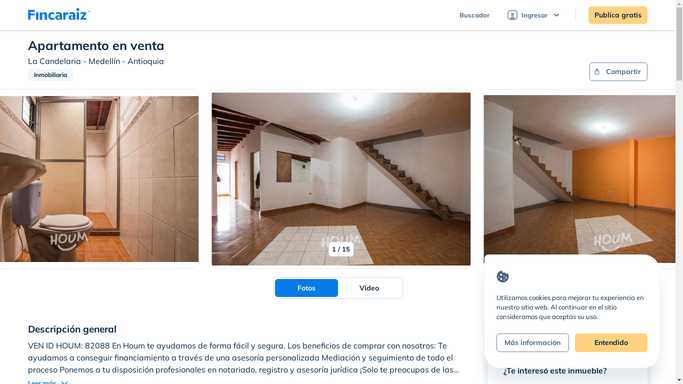 Fincaraiz
Buscador
Ingresar
Publica gratis
Apartamento en venta
La Candelaria - Medellín - Antioquia
Inmobiliaria
Compartir
HOUM
HOUM
HOUM
1 / 15
Fotos
Video
Utilizamos cookies para mejorar tu experiencia en
nuestro sitio web. Al continuar en el sitio
consideramos que aceptas su uso.
Más información
Entendido
Descripción general
VEN ID HOUM: 82088 En Houm te ayudamos de forma fácil y segura. Los beneficios de comprar con nosotros: Te
ayudamos a conseguir financiamiento a través de una asesoría personalizada Mediación y seguimiento de todo el
proceso Ponemos a tu disposición profesionales en notariado, registro y asesoría jurídica ¡Solo te preocupas de las...
Leer más
¿Te interesó este inmueble?